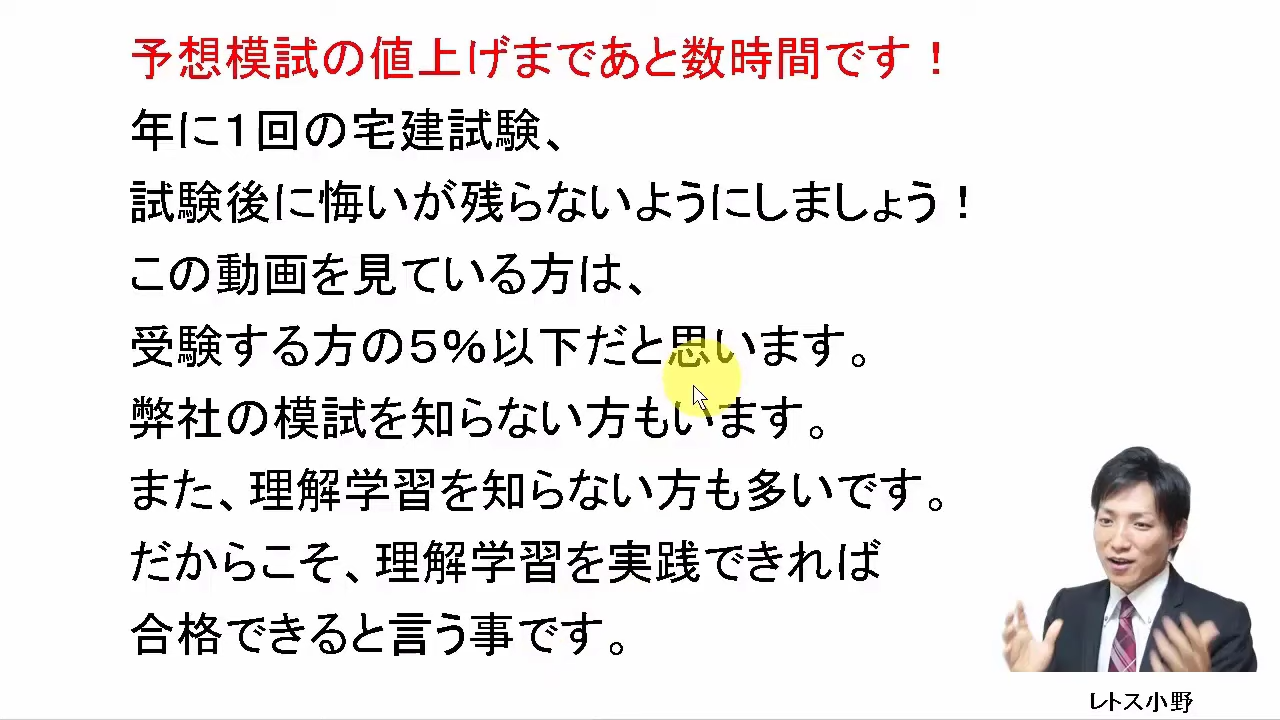 予想模試の値上げまであと数時間です！
年に１回の宅建試験、
試験後に悔いが残らないようにしましょう！
この動画を見ている方は、
受験する方の５％以下だと思います。
弊社の模試を知らない方もいます。
また、理解学習を知らない方も多いです。
だからこそ、理解学習を実践できれば
合格できると言う事です。
レトス小野